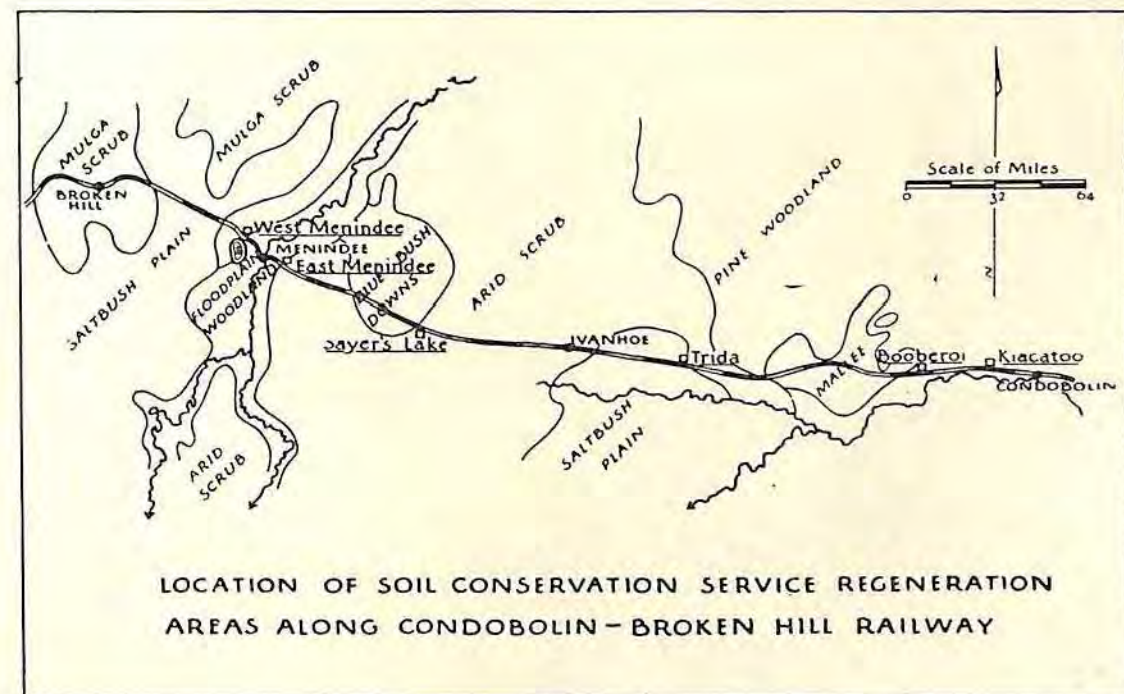 MULGA SCRUB
MULGA SCRUB
BROKEN HILL
SALTBUSH PLAIN
West Menindee
MENINDEE
East Menindee
FLOODPLAIN WOODLAND
BLUE BUSH DOWNS
Sayer's Lake
ARID SCRUB
ARID SCRUB
IVANHOE
Trida
SALTBUSH PLAIN
PINE WOODLAND
MALLEE
Booberoi
Kiacatoo
CONDOBOLIN
Scale of Miles
0 32 64
LOCATION OF SOIL CONSERVATION SERVICE REGENERATION
AREAS ALONG CONDOBOLIN – BROKEN HILL RAILWAY